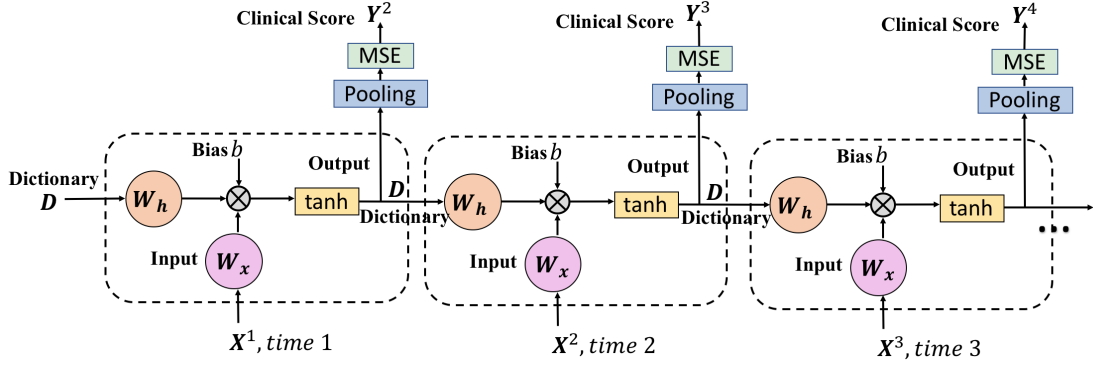 Clinical Score Y²
MSE
Pooling
Bias b
Output
Dictionary
D
W_h
⊗
tanh
D
Dictionary
Input
W_x
X¹, time 1
Clinical Score Y³
MSE
Pooling
Bias b
Output
W_h
⊗
tanh
D
Dictionary
Input
W_x
X², time 2
Clinical Score Y⁴
MSE
Pooling
Bias b
Output
W_h
⊗
tanh
...
Input
W_x
X³, time 3